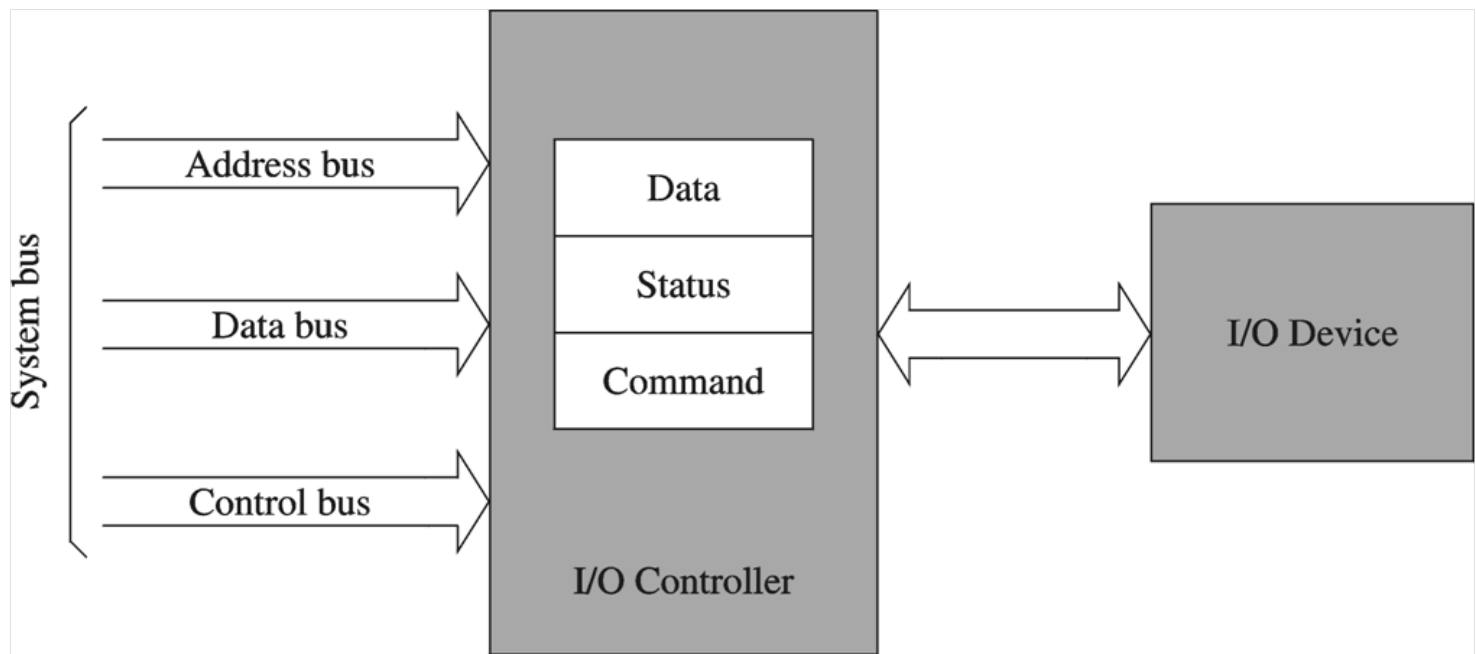 System bus
Address bus
Data bus
Control bus
Data
Status
Command
I/O Controller
I/O Device